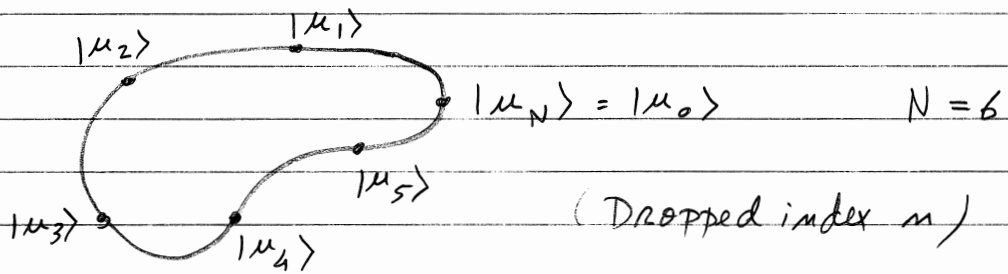 |μ₁⟩
|μ₂⟩
|μ_N⟩ = |μ₀⟩ N = 6
|μ₅⟩
|μ₃⟩
|μ₄⟩
(Dropped index n)